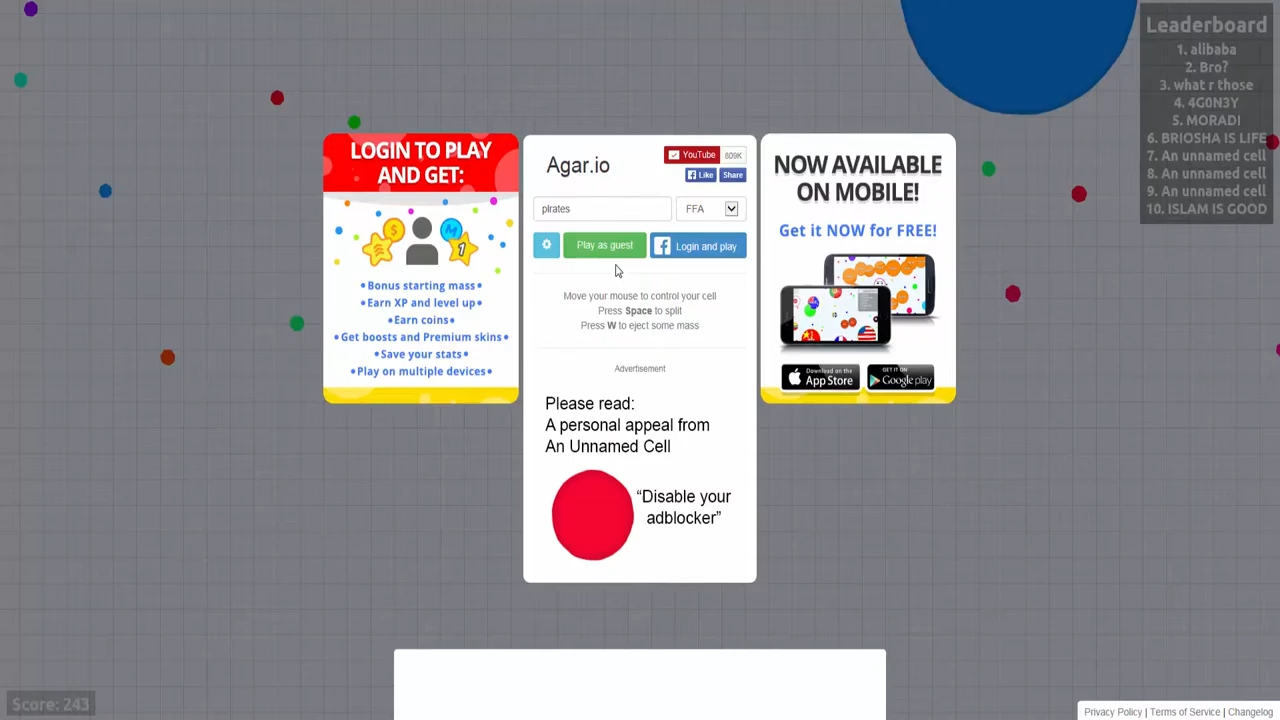 Leaderboard
1. alibaba
2. Bro?
3. what r those
4. 4G0N3Y
5. MORADI
6. BRIOSHA IS LIFE
7. An unnamed cell
8. An unnamed cell
9. An unnamed cell
10. ISLAM IS GOOD
LOGIN TO PLAY
AND GET:
$
M
1
•Bonus starting mass•
•Earn XP and level up•
•Earn coins•
•Get boosts and Premium skins•
•Save your stats•
•Play on multiple devices•
Agar.io
YouTube 609K
Like Share
pirates
FFA
Play as guest
Login and play
Move your mouse to control your cell
Press Space to split
Press W to eject some mass
Advertisement
Please read:
A personal appeal from
An Unnamed Cell
“Disable your
adblocker”
NOW AVAILABLE
ON MOBILE!
Get it NOW for FREE!
Download on the
App Store
GET IT ON
Google play
Score: 243
Privacy Policy | Terms of Service | Changelog